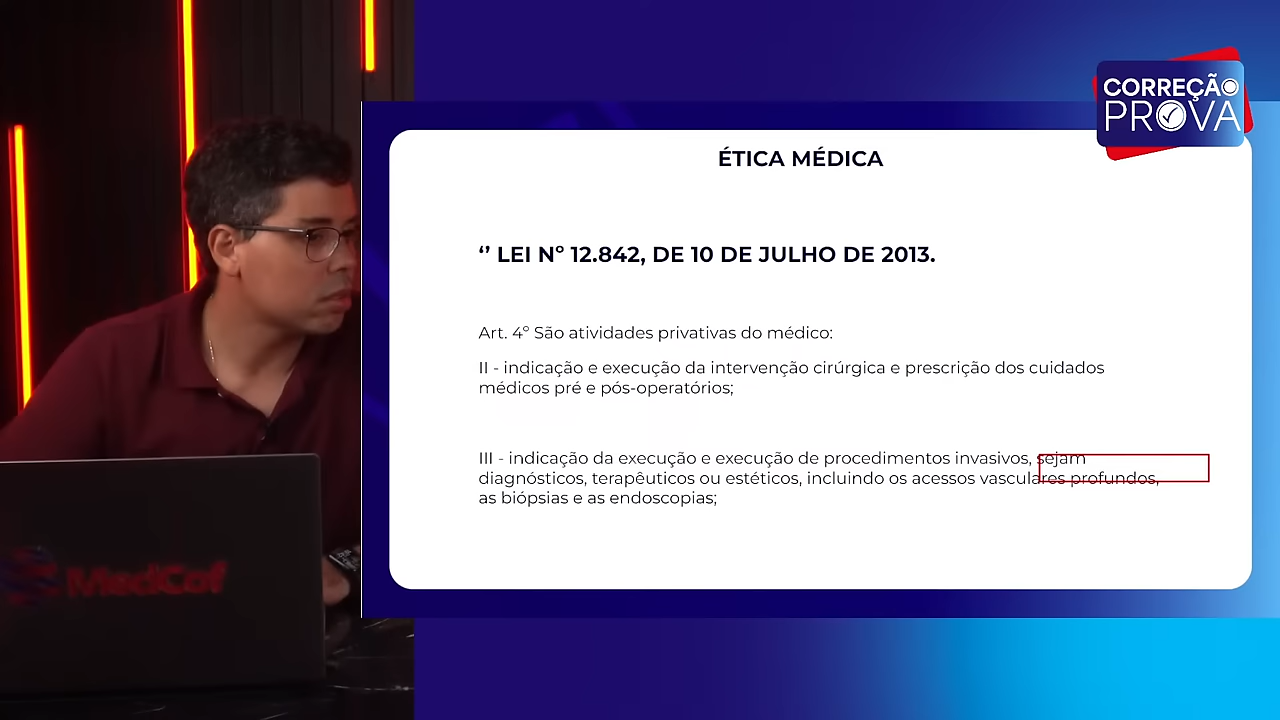 CORREÇÃO
PROVA
ÉTICA MÉDICA
‘’ LEI Nº 12.842, DE 10 DE JULHO DE 2013.
Art. 4º São atividades privativas do médico:
II - indicação e execução da intervenção cirúrgica e prescrição dos cuidados
médicos pré e pós-operatórios;
III - indicação da execução e execução de procedimentos invasivos, sejam
diagnósticos, terapêuticos ou estéticos, incluindo os acessos vasculares profundos,
as biópsias e as endoscopias;
MedCof